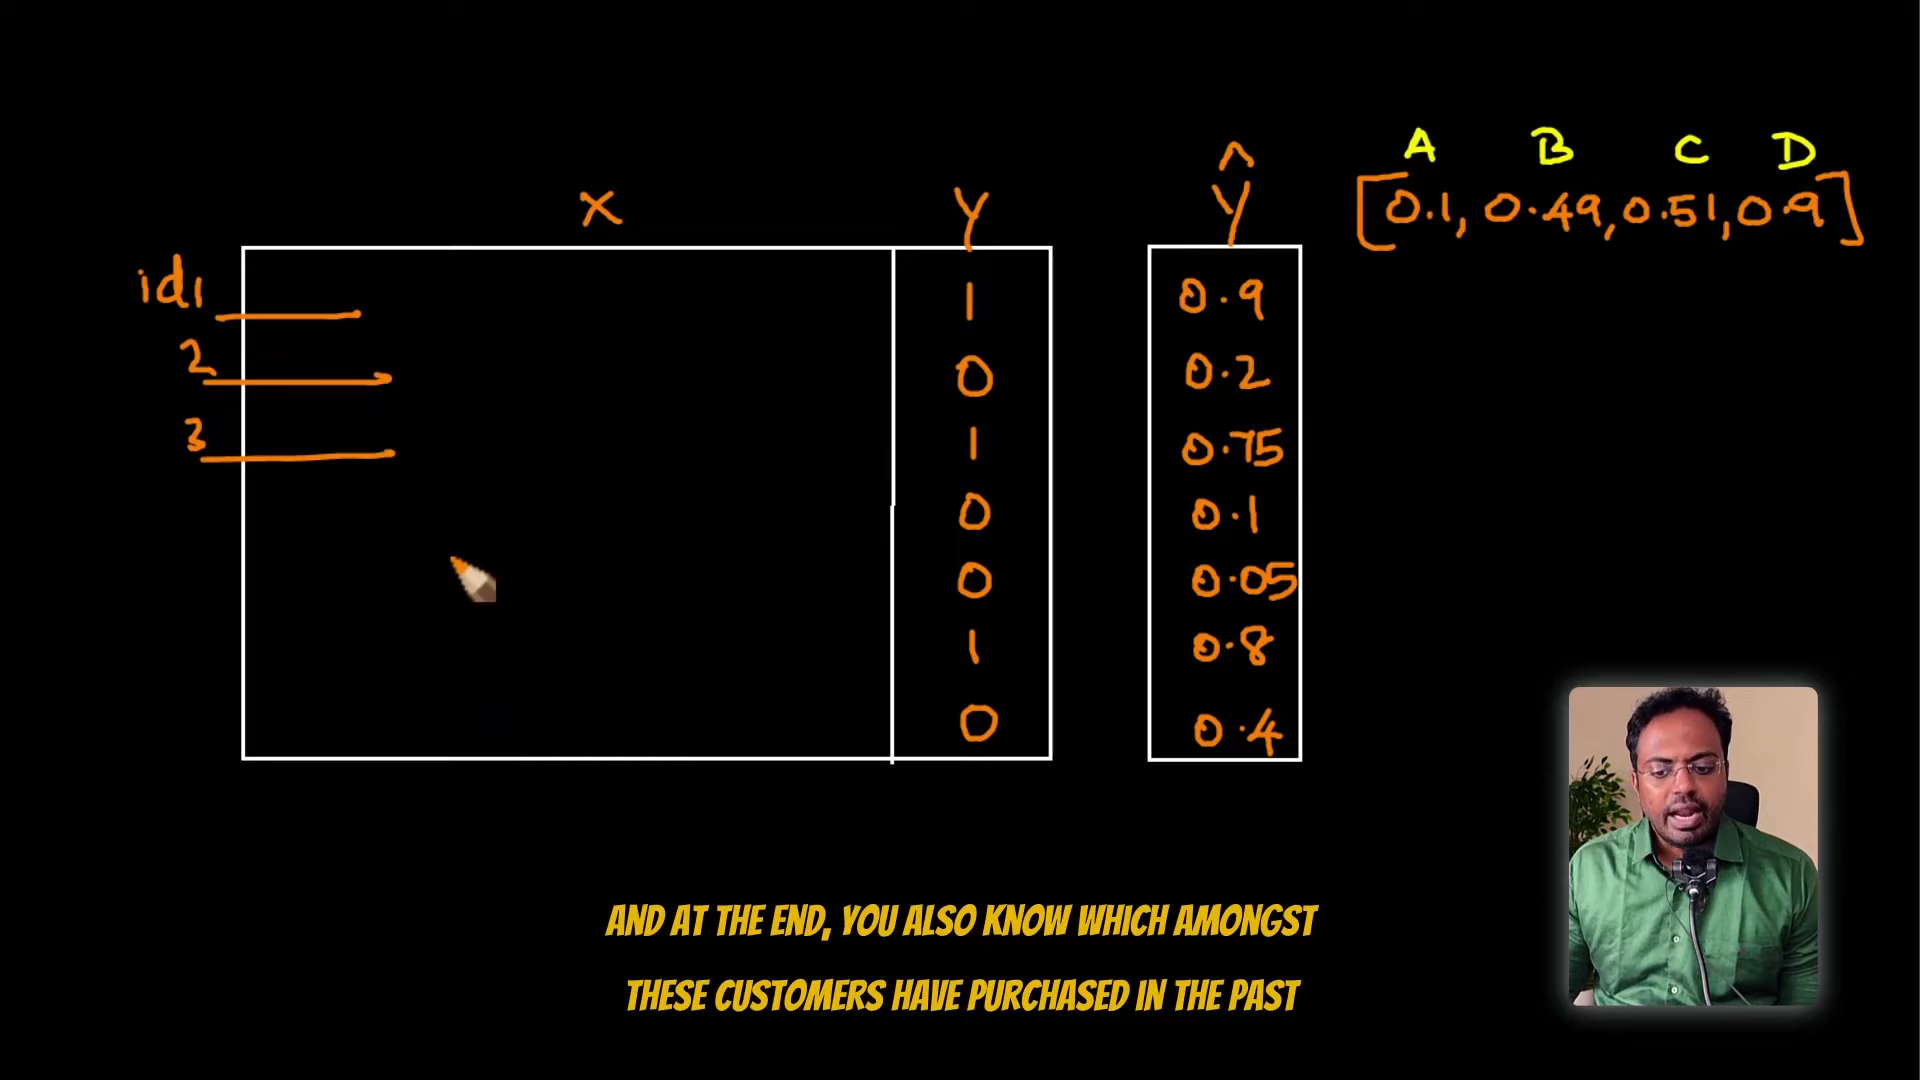 A B C D
X Y Ŷ [0.1, 0.49, 0.51, 0.9]
id1 1 0.9
2 0 0.2
3 1 0.75
0 0.1
0 0.05
1 0.8
0 0.4
AND AT THE END, YOU ALSO KNOW WHICH AMONGST
THESE CUSTOMERS HAVE PURCHASED IN THE PAST